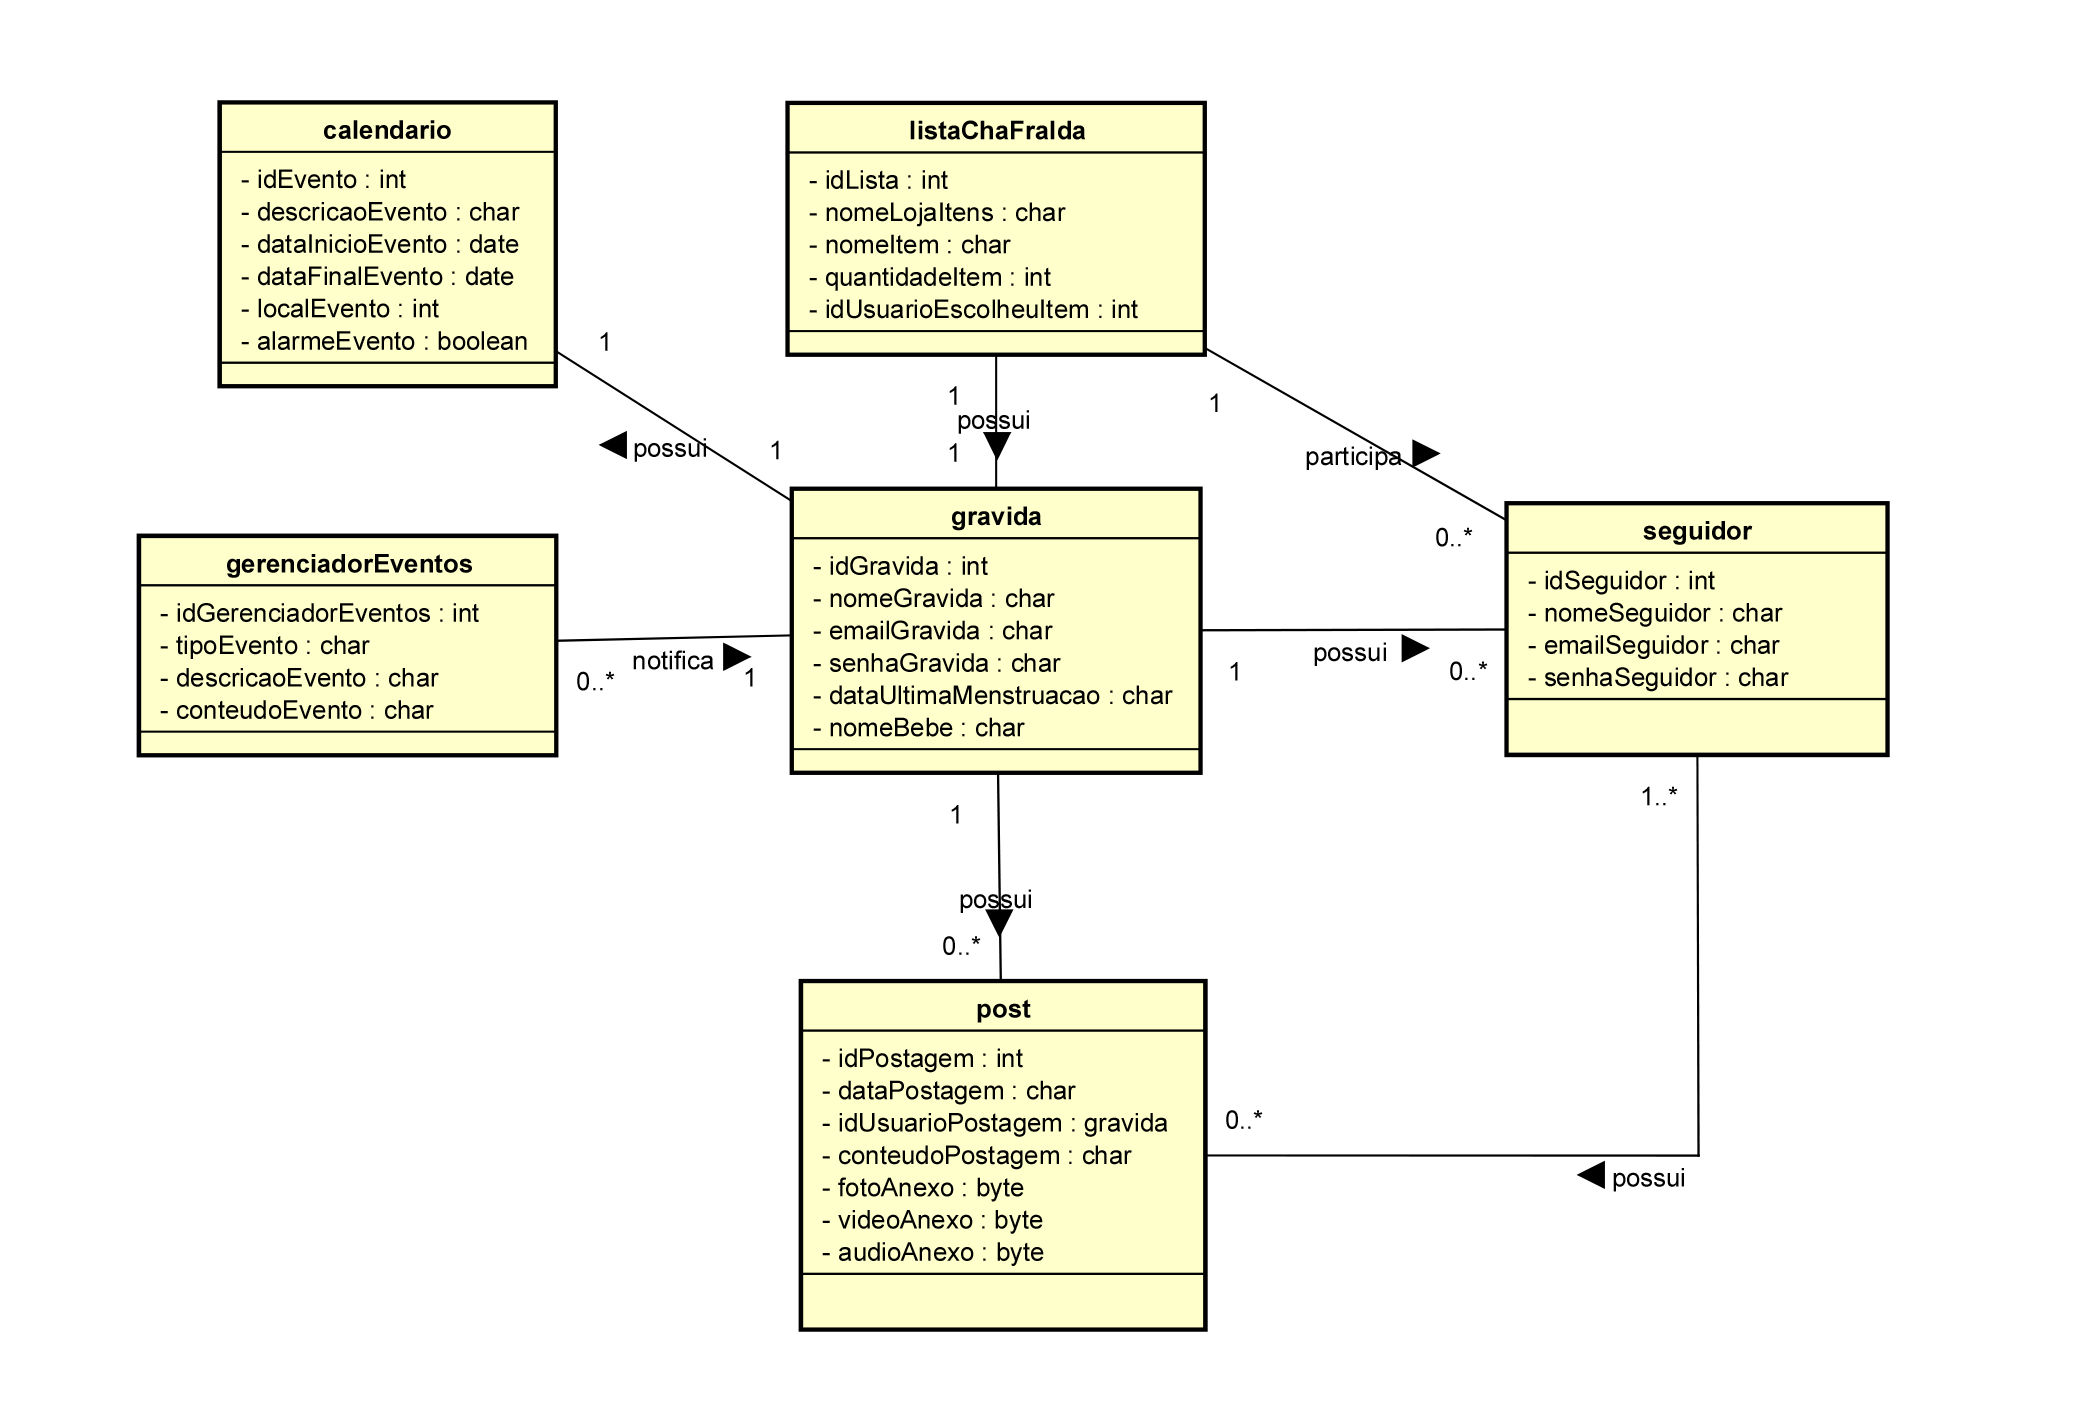 calendario
- idEvento : int
- descricaoEvento : char
- dataInicioEvento : date
- dataFinalEvento : date
- localEvento : int
- alarmeEvento : boolean
listaChaFralda
- idLista : int
- nomeLojaItens : char
- nomeItem : char
- quantidadeItem : int
- idUsuarioEscolheuItem : int
1
possui
1
1
possui
1
1
participa
0..*
gerenciadorEventos
- idGerenciadorEventos : int
- tipoEvento : char
- descricaoEvento : char
- conteudoEvento : char
0..*
notifica
1
gravida
- idGravida : int
- nomeGravida : char
- emailGravida : char
- senhaGravida : char
- dataUltimaMenstruacao : char
- nomeBebe : char
1
possui
0..*
seguidor
- idSeguidor : int
- nomeSeguidor : char
- emailSeguidor : char
- senhaSeguidor : char
1
possui
0..*
1..*
0..*
possui
post
- idPostagem : int
- dataPostagem : char
- idUsuarioPostagem : gravida
- conteudoPostagem : char
- fotoAnexo : byte
- videoAnexo : byte
- audioAnexo : byte